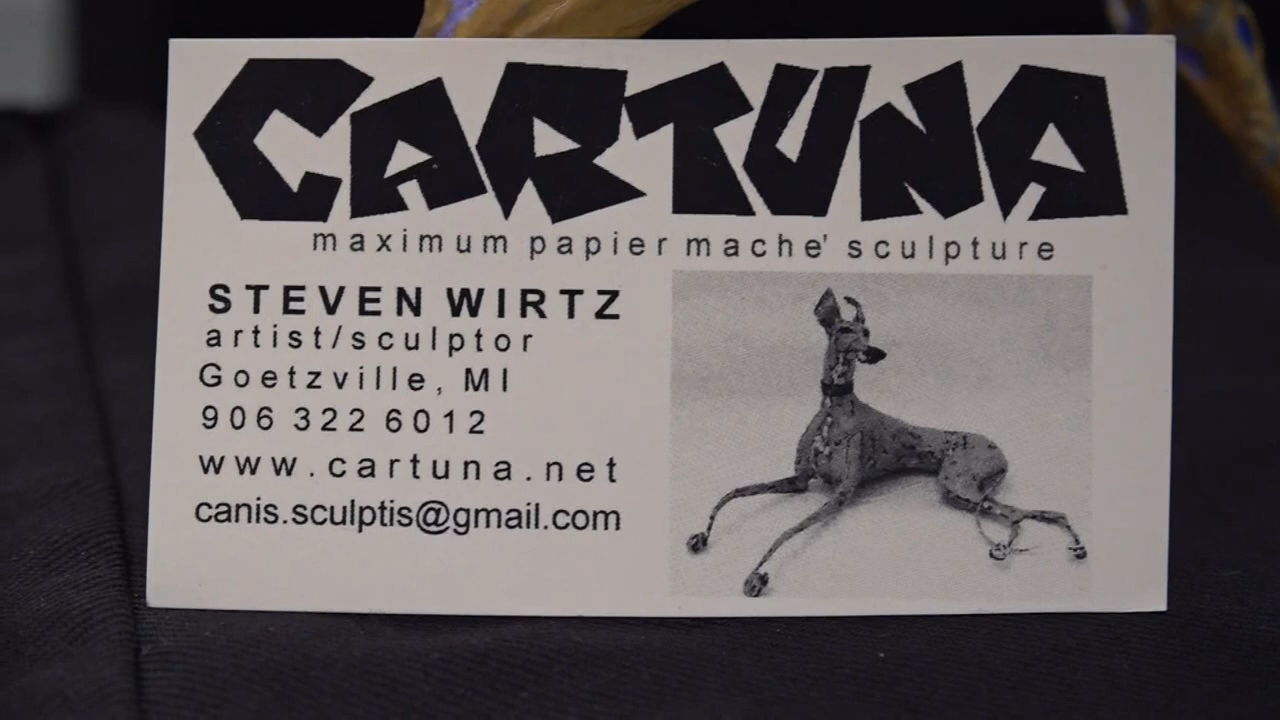 CARTUNA
maximum papier mache' sculpture
STEVEN WIRTZ
artist/sculptor
Goetzville, MI
906 322 6012
www.cartuna.net
canis.sculptis@gmail.com